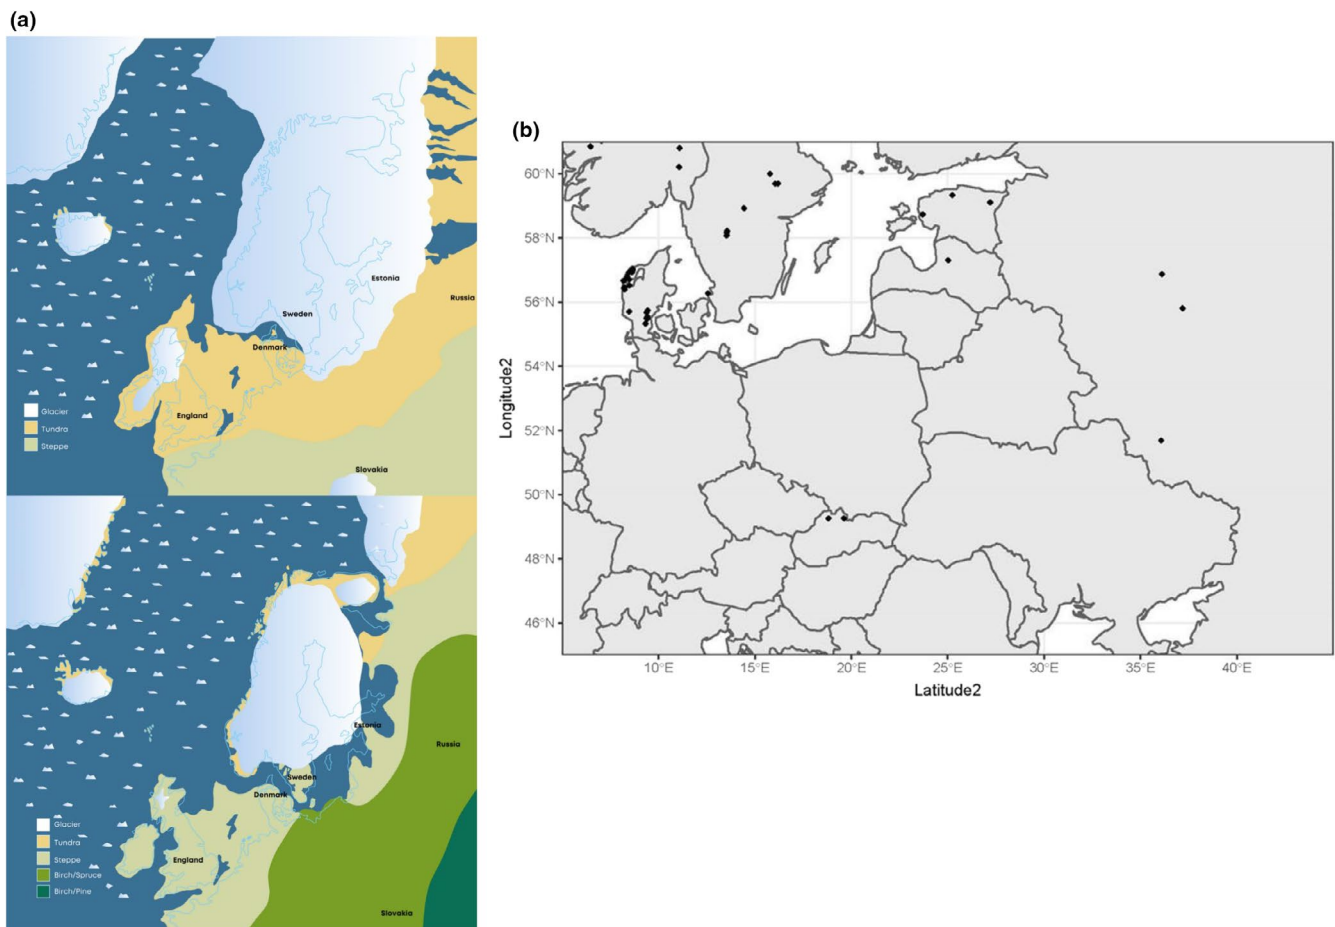 (a)
Estonia
Russia
Sweden
Denmark
England
Glacier
Tundra
Steppe
Slovakia
Estonia
Russia
Sweden
Denmark
England
Glacier
Tundra
Steppe
Birch/Spruce
Birch/Pine
Slovakia
(b)
60°N
58°N
56°N
54°N
52°N
50°N
48°N
46°N
Longitude2
10°E
15°E
20°E
25°E
30°E
35°E
40°E
Latitude2